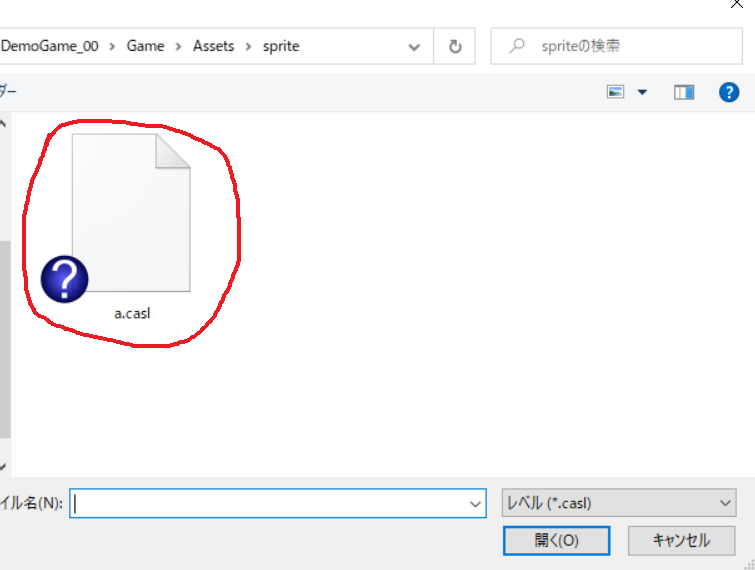 DemoGame_00 › Game › Assets › sprite
spriteの検索
ダー
?
?
a.casl
イル名(N):
レベル (*.casl)
開く(O)
キャンセル